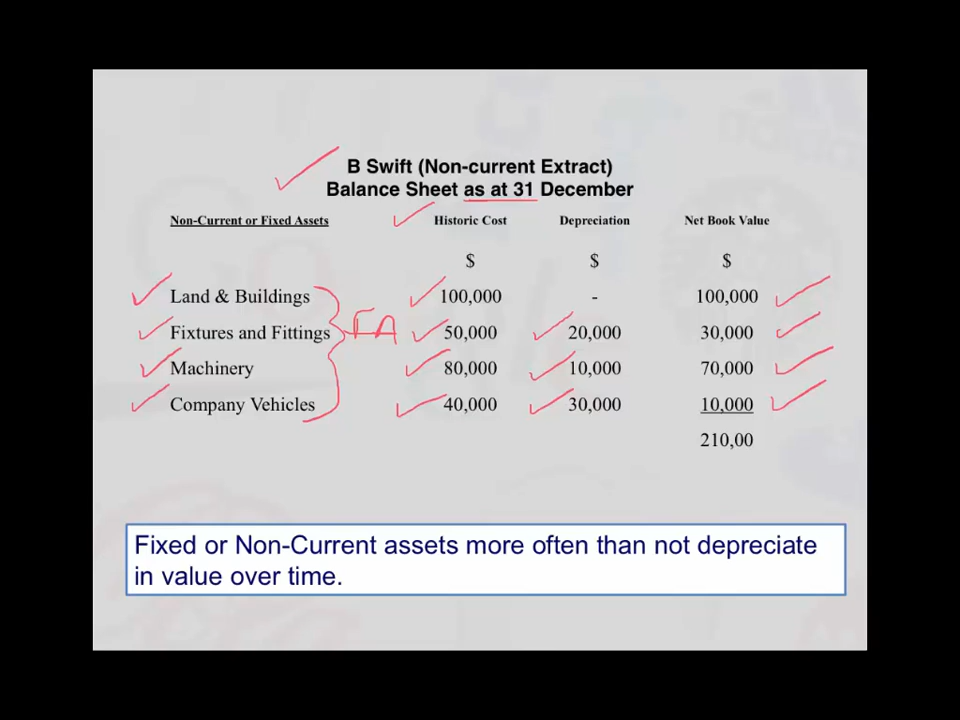 B Swift (Non-current Extract)
Balance Sheet as at 31 December
Non-Current or Fixed Assets Historic Cost Depreciation Net Book Value
$ $ $
Land & Buildings 100,000 - 100,000
Fixtures and Fittings FA 50,000 20,000 30,000
Machinery 80,000 10,000 70,000
Company Vehicles 40,000 30,000 10,000
210,00
Fixed or Non-Current assets more often than not depreciate
in value over time.